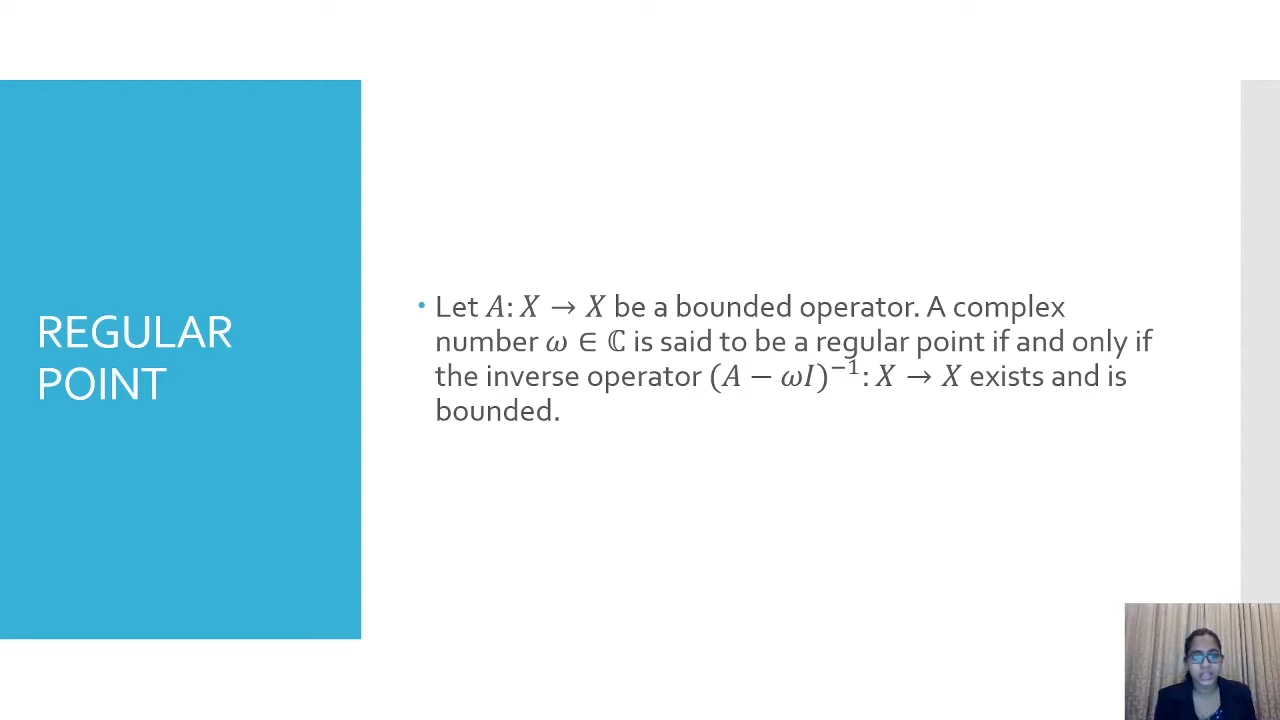 REGULAR
POINT
• Let 𝐴: 𝑋 → 𝑋 be a bounded operator. A complex
number 𝜔 ∈ ℂ is said to be a regular point if and only if
the inverse operator (𝐴 − 𝜔𝐼)⁻¹: 𝑋 → 𝑋 exists and is
bounded.